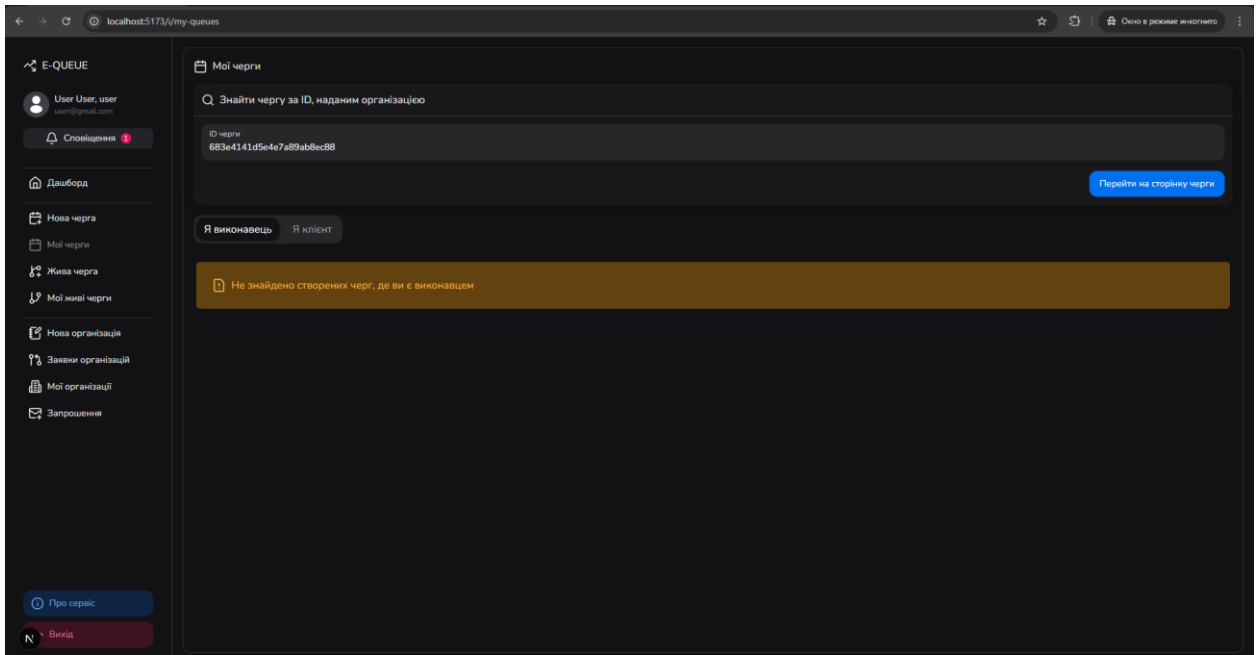 localhost:5173/i/my-queues
Окно в режиме инкогнито
E-QUEUE
User User, user
user@gmail.com
Сповіщення 1
Дашборд
Нова черга
Мої черги
Жива черга
Мої живі черги
Нова організація
Заявки організацій
Мої організації
Запрошення
Про сервіс
N
Вихід
Мої черги
Знайти чергу за ID, наданим організацією
ID черги
683e4141d5e4e7a89ab8ec88
Перейти на сторінку черги
Я виконавець Я клієнт
Не знайдено створених черг, де ви є виконавцем